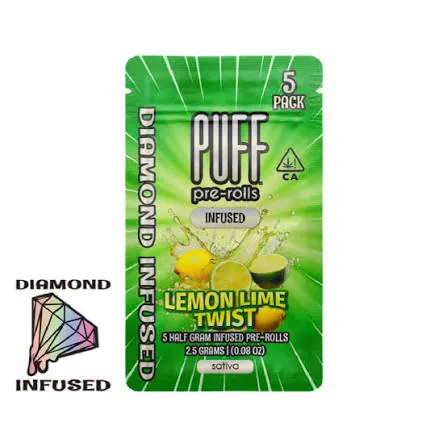 5
PACK
DIAMOND INFUSED
PUFF
pre-rolls
INFUSED
CA
LEMON LIME
TWIST
5 HALF GRAM INFUSED PRE-ROLLS
2.5 GRAMS | (0.08 OZ)
sativa
DIAMOND
INFUSED